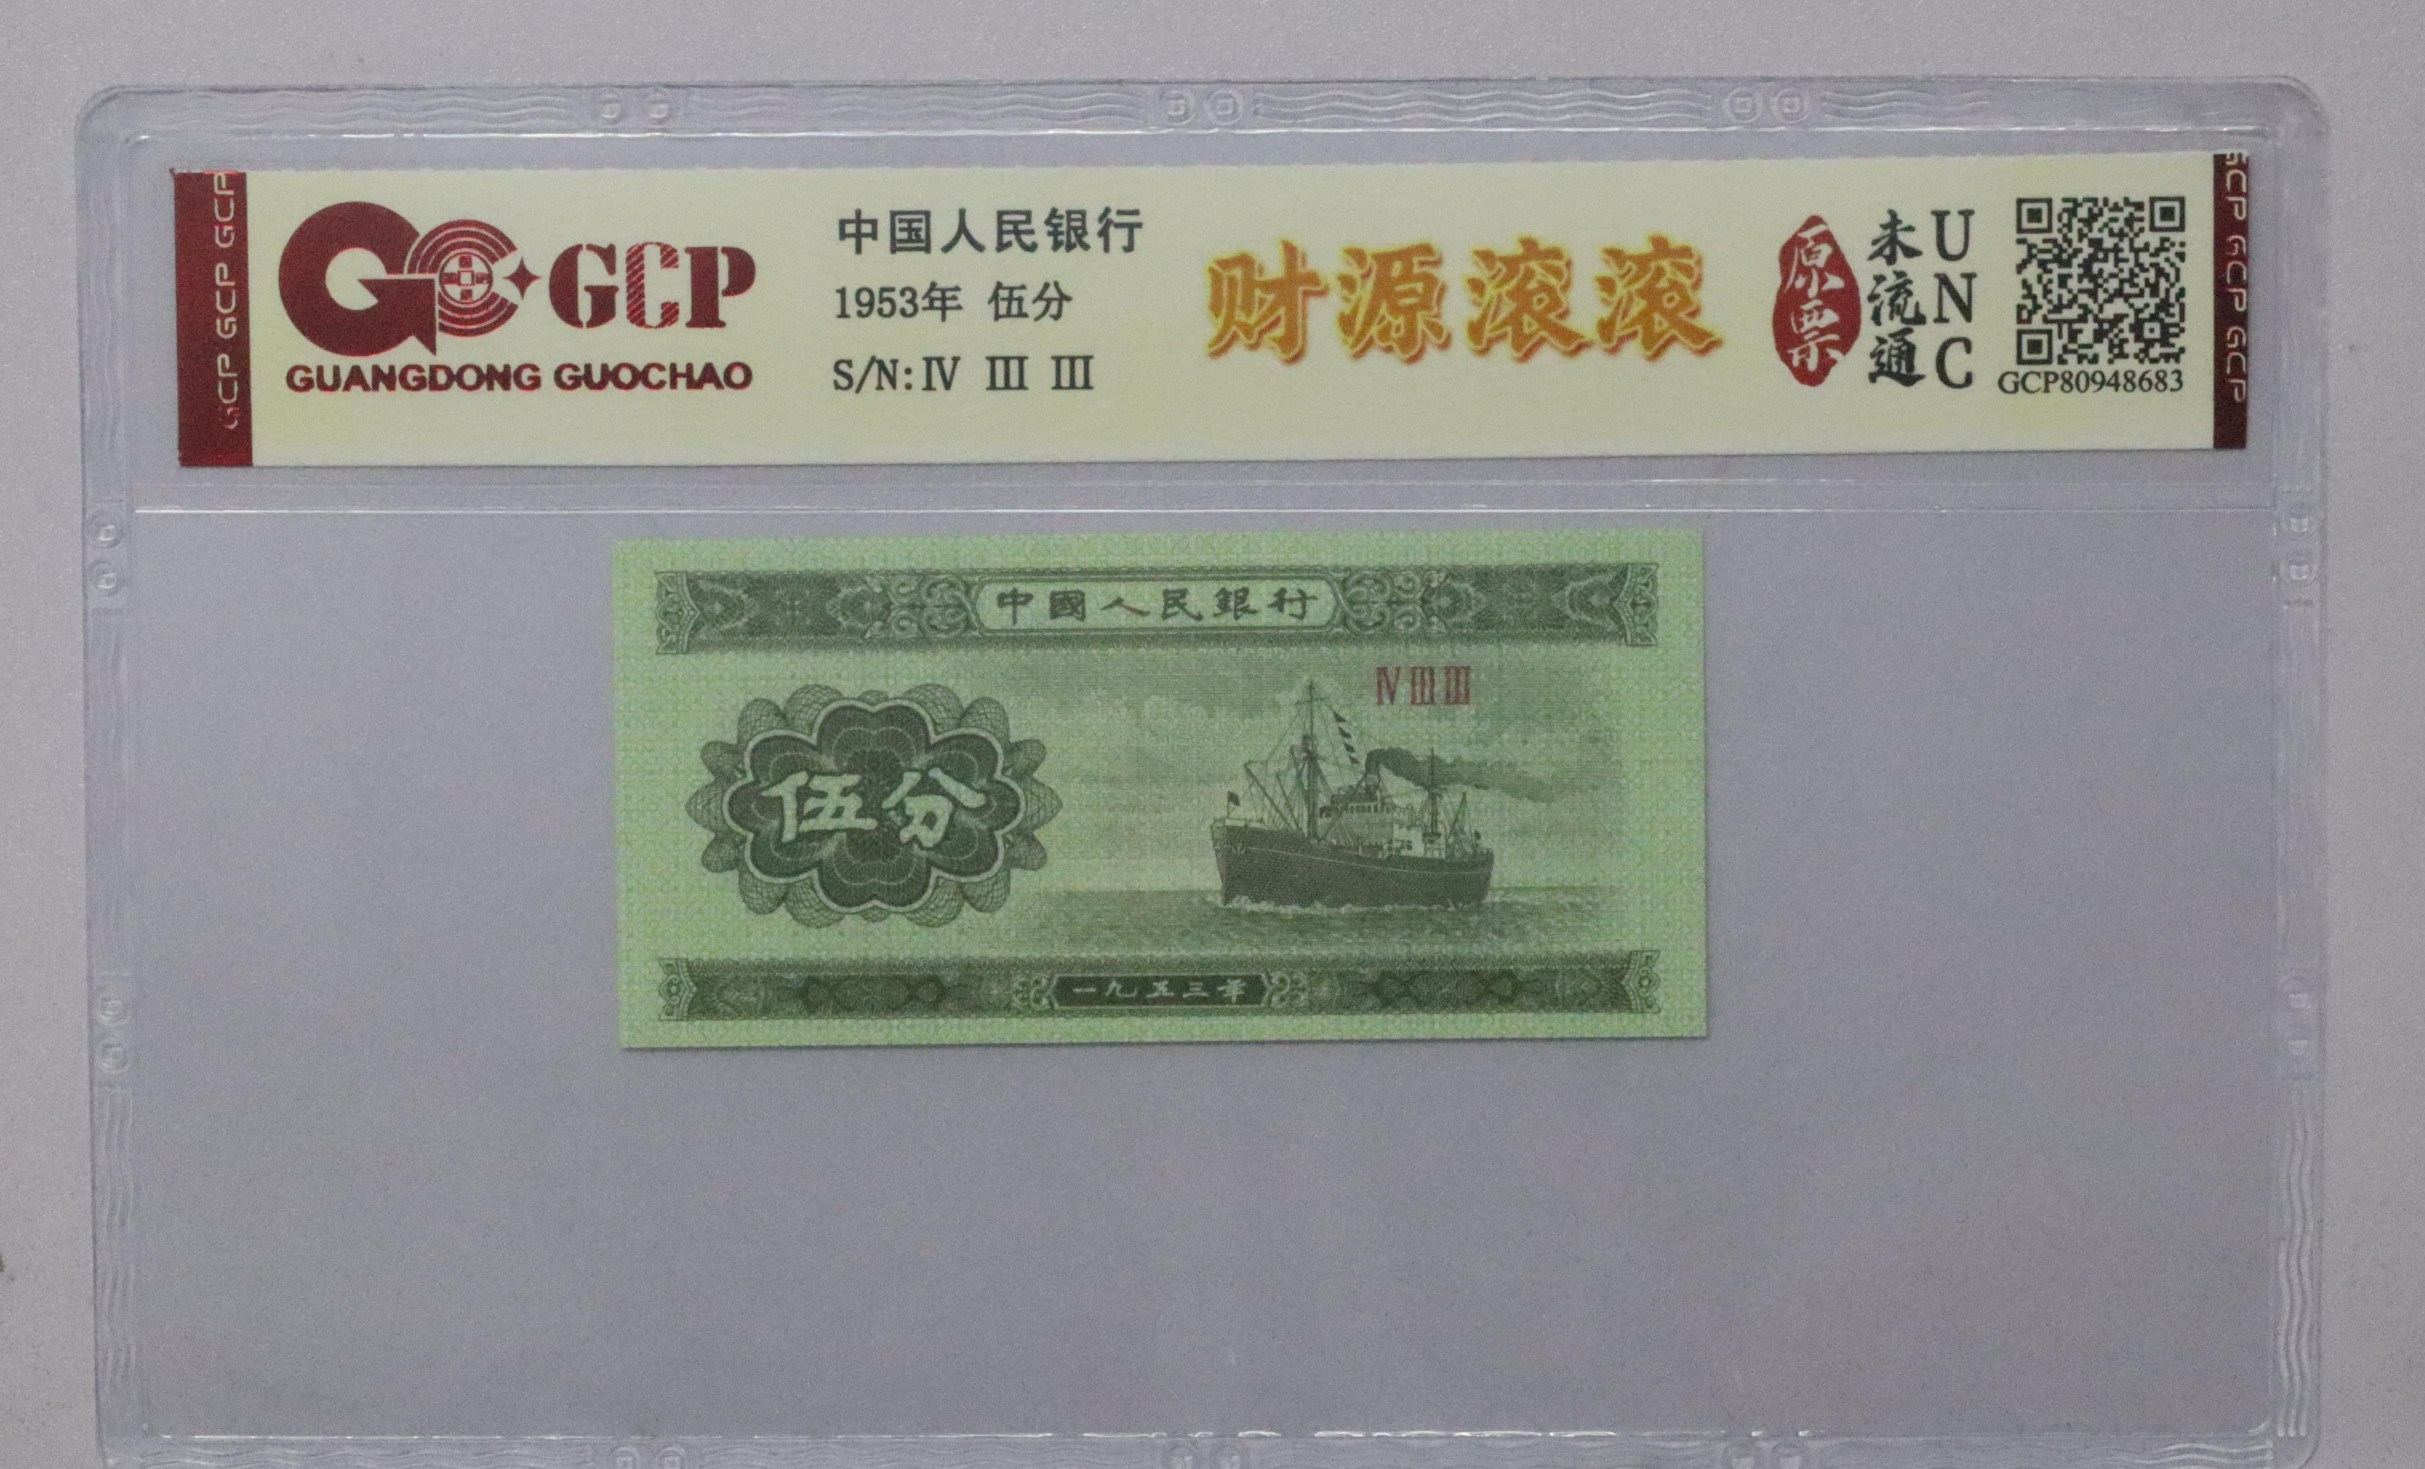 GCP GCP GCP
GCP
GUANGDONG GUOCHAO
中国人民银行
1953年 伍分
S/N:Ⅳ Ⅲ Ⅲ
财源滚滚
原票
未流通
UNC
GCP80948683
GCP GCP GCP
中國人民銀行
Ⅳ Ⅲ Ⅲ
伍分
一九五三年